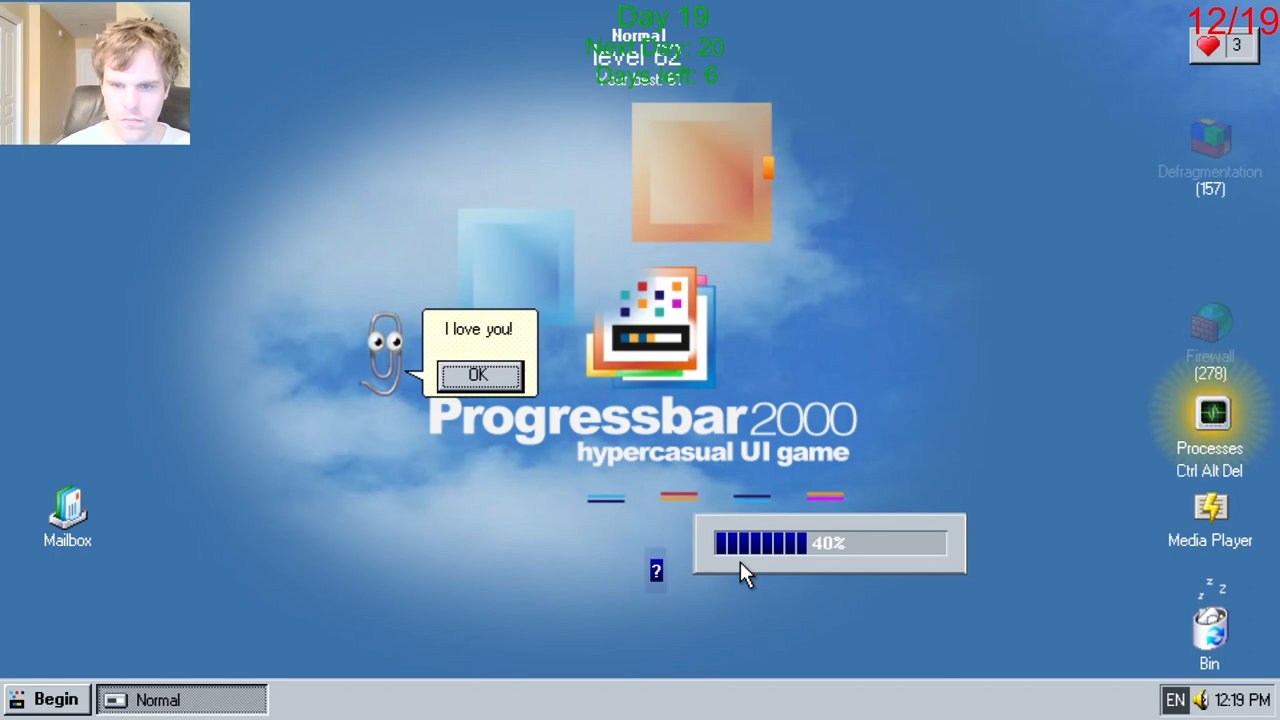 12/19
Day 19
Normal
Next Day: 20
level 62
Days left: 6
3
Defragmentation
(157)
I love you!
OK
Firewall
(278)
Progressbar2000
hypercasual UI game
Processes
Ctrl Alt Del
Mailbox
Media Player
40%
?
z z z
Bin
Begin
Normal
EN
12:19 PM